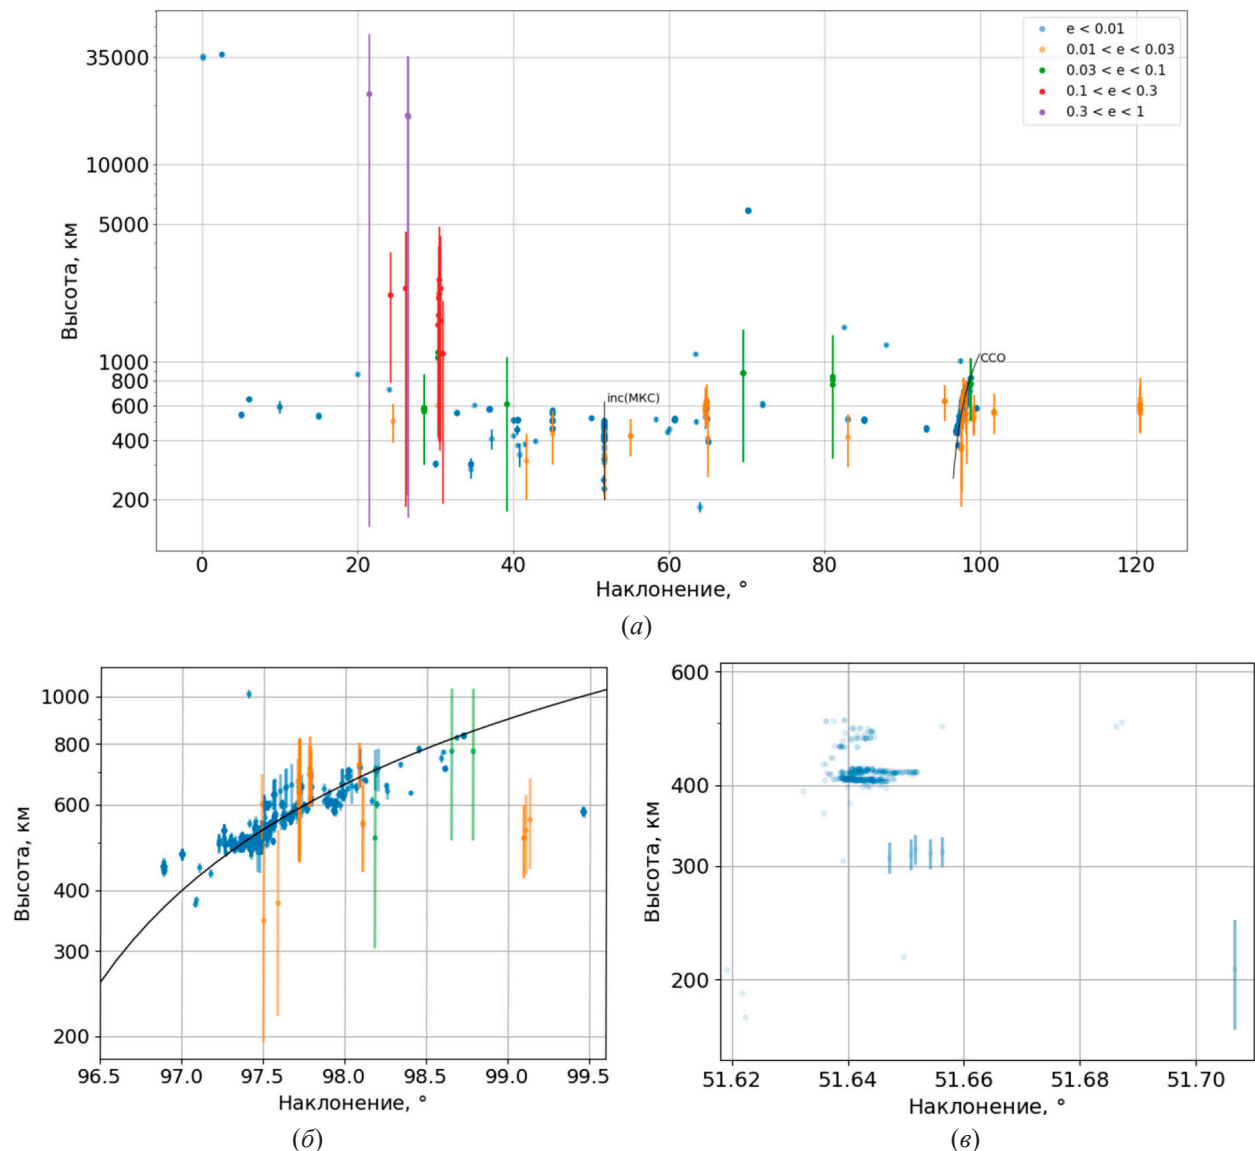 35000
10000
5000
1000
800
600
400
200
Высота, км
e < 0.01
0.01 < e < 0.03
0.03 < e < 0.1
0.1 < e < 0.3
0.3 < e < 1
inc(МКС)
ССО
0 20 40 60 80 100 120
Наклонение, °
(а)
1000
800
600
400
300
200
Высота, км
96.5 97.0 97.5 98.0 98.5 99.0 99.5
Наклонение, °
(б)
600
400
300
200
Высота, км
51.62 51.64 51.66 51.68 51.70
Наклонение, °
(в)